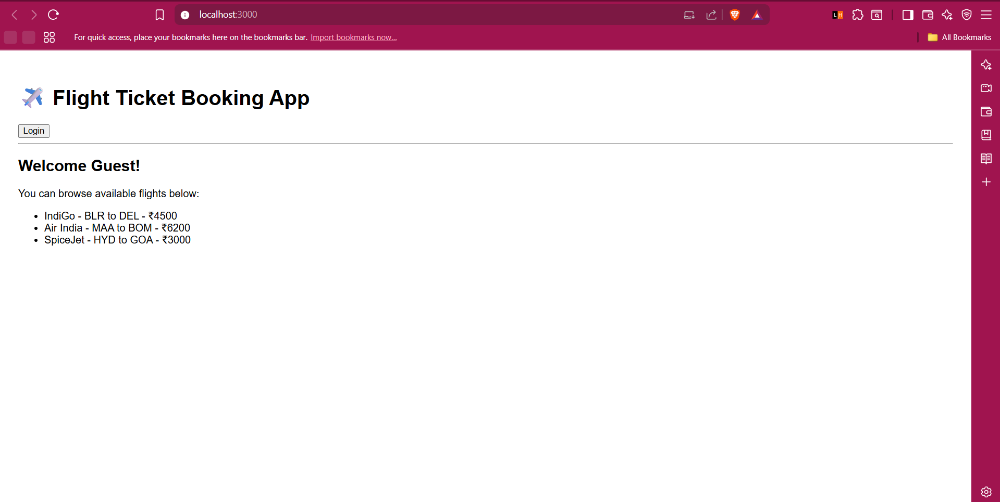 localhost:3000
For quick access, place your bookmarks here on the bookmarks bar. Import bookmarks now...
All Bookmarks
Flight Ticket Booking App
Login
Welcome Guest!
You can browse available flights below:
IndiGo - BLR to DEL - ₹4500
Air India - MAA to BOM - ₹6200
SpiceJet - HYD to GOA - ₹3000